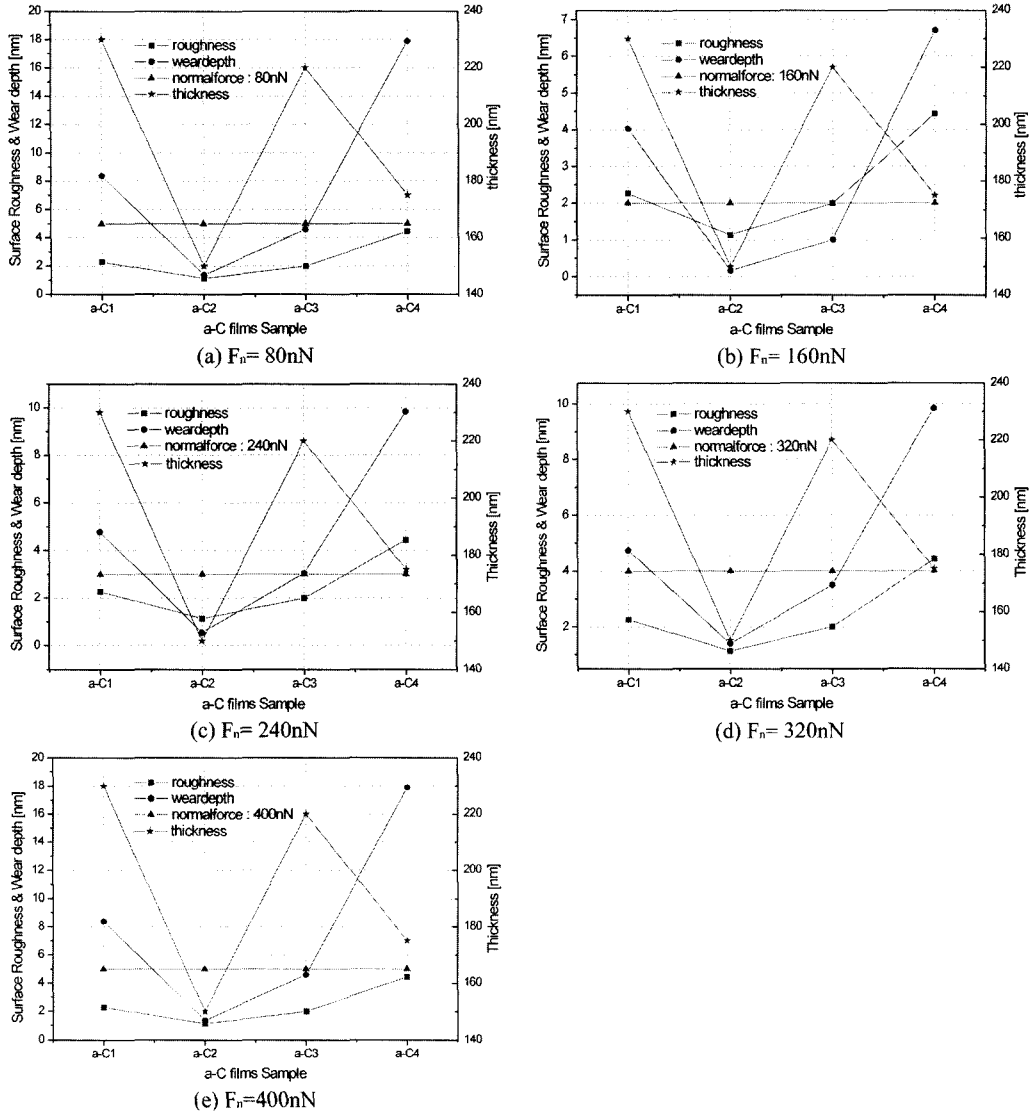 20
18
16
14
12
10
8
6
4
2
0
Surface Roughness & Wear depth [nm]
roughness
weardepth
normalforce : 80nN
thickness
240
220
200
180
160
140
thickness [nm]
a-C1 a-C2 a-C3 a-C4
a-C films Sample
(a) Fn= 80nN
7
6
5
4
3
2
1
0
Surface Roughness & Wear depth [nm]
roughness
weardepth
normalforce : 160nN
thickness
240
220
200
180
160
140
thickness [nm]
a-C1 a-C2 a-C3 a-C4
a-C films Sample
(b) Fn= 160nN
10
8
6
4
2
0
Surface Roughness & Wear depth [nm]
roughness
weardepth
normalforce : 240nN
thickness
240
220
200
180
160
140
Thickness [nm]
a-C1 a-C2 a-C3 a-C4
a-C films Sample
(c) Fn= 240nN
10
8
6
4
2
Surface Roughness & Wear depth [nm]
roughness
weardepth
normalforce : 320nN
thickness
240
220
200
180
160
140
Thickness [nm]
a-C1 a-C2 a-C3 a-C4
a-C films Sample
(d) Fn= 320nN
20
18
16
14
12
10
8
6
4
2
0
Surface Roughness & Wear depth [nm]
roughness
weardepth
normalforce : 400nN
thickness
240
220
200
180
160
140
Thickness [nm]
a-C1 a-C2 a-C3 a-C4
a-C films Sample
(e) Fn=400nN